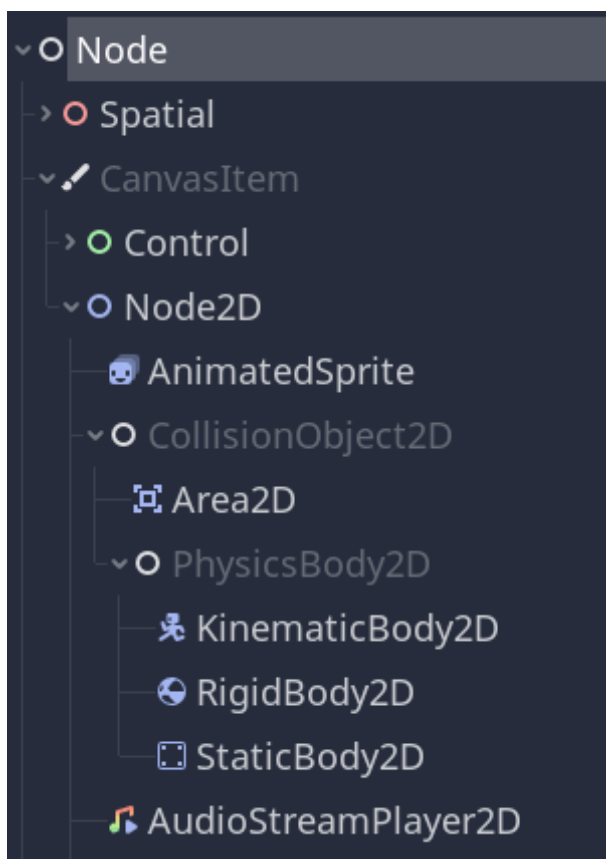 Node
Spatial
CanvasItem
Control
Node2D
AnimatedSprite
CollisionObject2D
Area2D
PhysicsBody2D
KinematicBody2D
RigidBody2D
StaticBody2D
AudioStreamPlayer2D